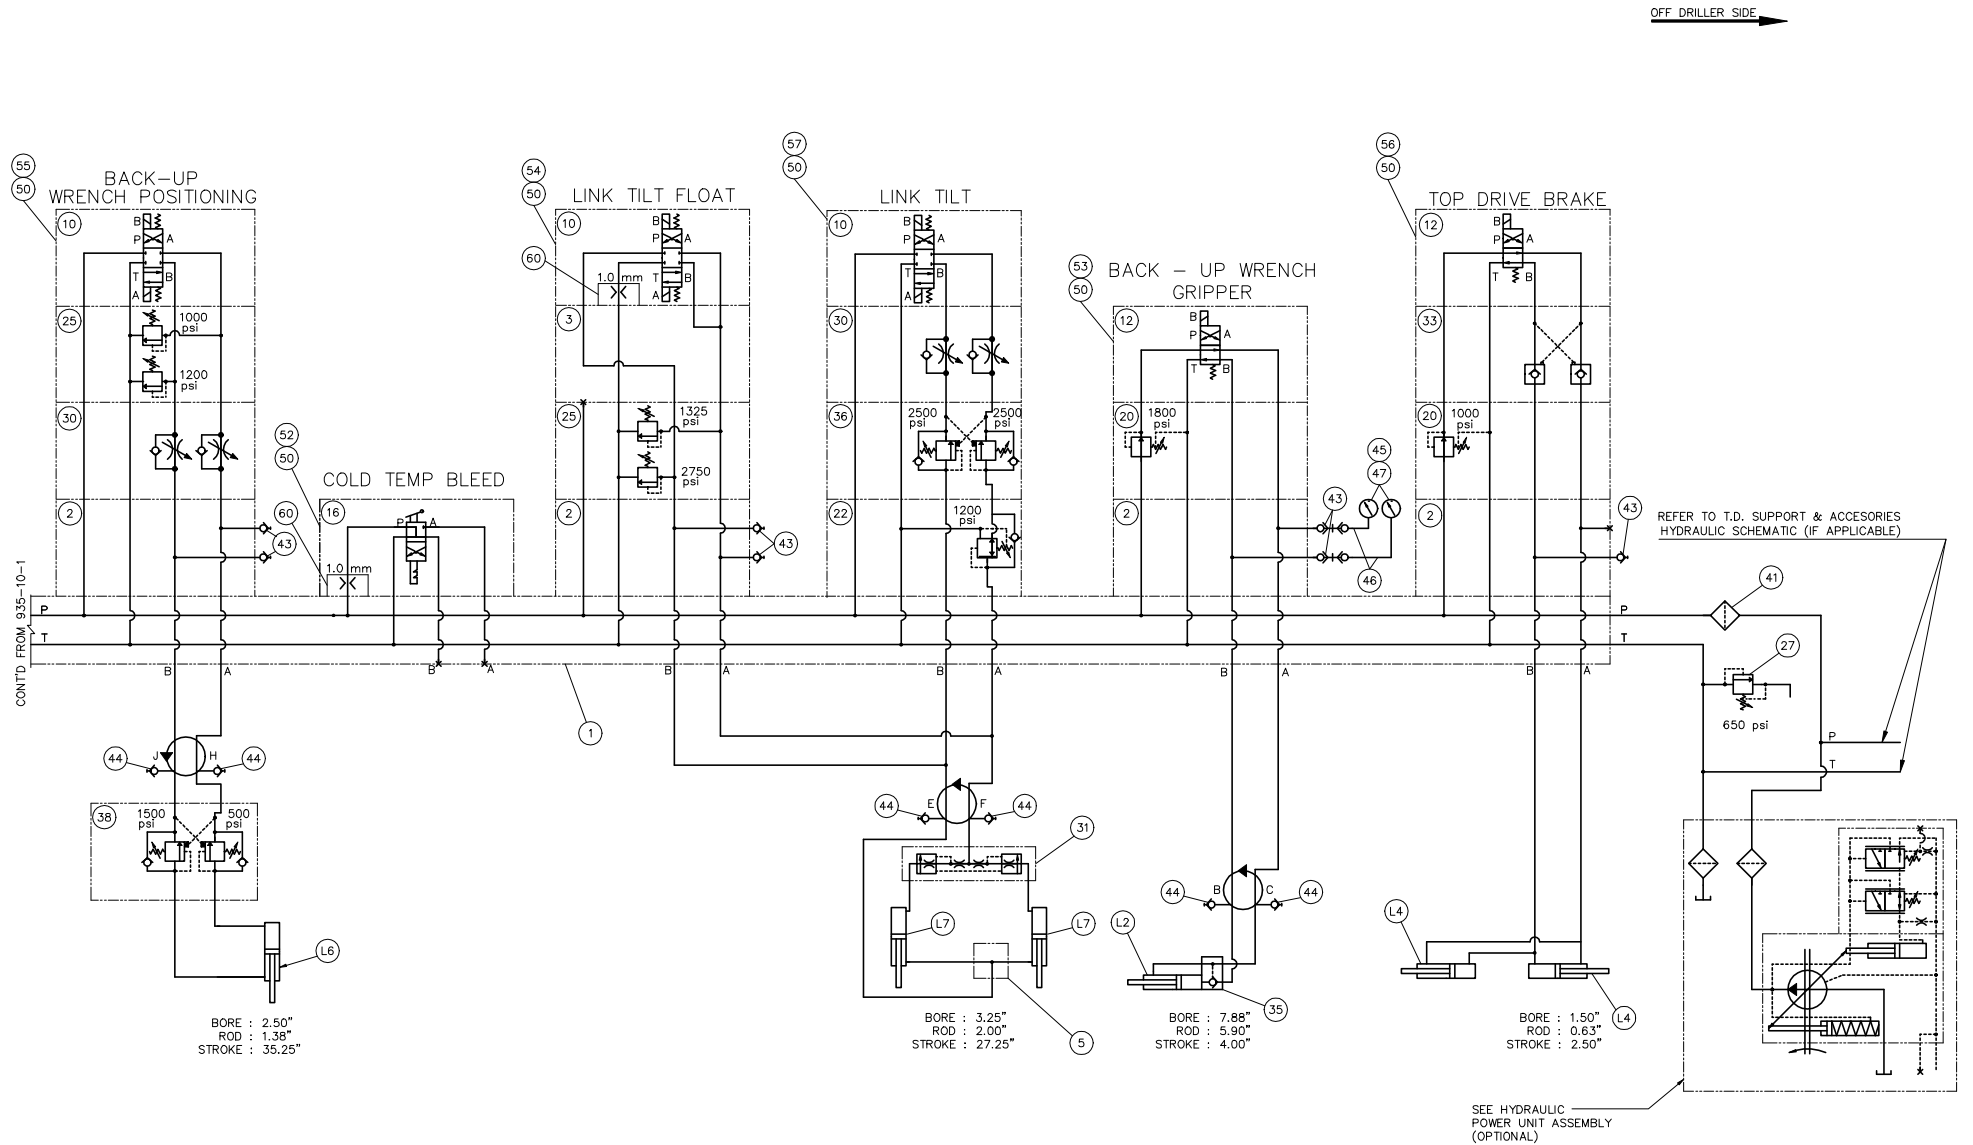 OFF DRILLER SIDE
55
50
BACK-UP
WRENCH POSITIONING
10
B
P
A
T
B
A
25
1000
psi
1200
psi
30
2
43
52
50
COLD TEMP BLEED
60
16
P
A
1.0 mm
54
50
LINK TILT FLOAT
60
10
B
P
A
1.0 mm
T
B
A
3
25
1325
psi
2750
psi
2
43
57
50
LINK TILT
10
B
P
A
T
B
A
30
36
2500
psi
2500
psi
22
1200
psi
53
50
BACK - UP WRENCH
GRIPPER
12
B
P
A
T
B
20
1800
psi
2
43
45
47
46
56
50
TOP DRIVE BRAKE
12
B
P
A
T
B
33
20
1000
psi
2
43
REFER TO T.D. SUPPORT & ACCESORIES
HYDRAULIC SCHEMATIC (IF APPLICABLE)
CONT'D FROM 935-10-1
P
T
P
T
B
A
B
A
B
A
B
A
B
A
B
A
1
41
27
650 psi
P
T
44
J
H
44
38
1500
psi
500
psi
L6
BORE : 2.50"
ROD : 1.38"
STROKE : 35.25"
44
E
F
44
31
L7
L7
5
BORE : 3.25"
ROD : 2.00"
STROKE : 27.25"
44
B
C
44
L2
35
BORE : 7.88"
ROD : 5.90"
STROKE : 4.00"
L4
L4
BORE : 1.50"
ROD : 0.63"
STROKE : 2.50"
SEE HYDRAULIC
POWER UNIT ASSEMBLY
(OPTIONAL)